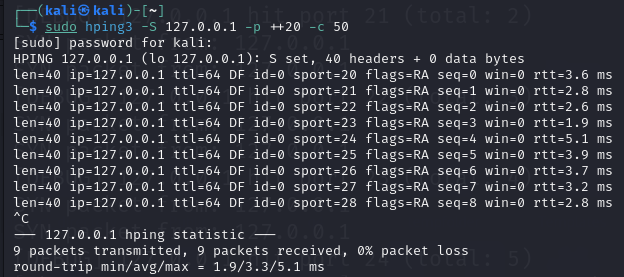 (kali㉿kali)-[~]
$ sudo hping3 -S 127.0.0.1 -p ++20 -c 50
[sudo] password for kali:
HPING 127.0.0.1 (lo 127.0.0.1): S set, 40 headers + 0 data bytes
len=40 ip=127.0.0.1 ttl=64 DF id=0 sport=20 flags=RA seq=0 win=0 rtt=3.6 ms
len=40 ip=127.0.0.1 ttl=64 DF id=0 sport=21 flags=RA seq=1 win=0 rtt=2.8 ms
len=40 ip=127.0.0.1 ttl=64 DF id=0 sport=22 flags=RA seq=2 win=0 rtt=2.6 ms
len=40 ip=127.0.0.1 ttl=64 DF id=0 sport=23 flags=RA seq=3 win=0 rtt=1.9 ms
len=40 ip=127.0.0.1 ttl=64 DF id=0 sport=24 flags=RA seq=4 win=0 rtt=5.1 ms
len=40 ip=127.0.0.1 ttl=64 DF id=0 sport=25 flags=RA seq=5 win=0 rtt=3.9 ms
len=40 ip=127.0.0.1 ttl=64 DF id=0 sport=26 flags=RA seq=6 win=0 rtt=3.7 ms
len=40 ip=127.0.0.1 ttl=64 DF id=0 sport=27 flags=RA seq=7 win=0 rtt=3.2 ms
len=40 ip=127.0.0.1 ttl=64 DF id=0 sport=28 flags=RA seq=8 win=0 rtt=2.8 ms
^C
--- 127.0.0.1 hping statistic ---
9 packets transmitted, 9 packets received, 0% packet loss
round-trip min/avg/max = 1.9/3.3/5.1 ms